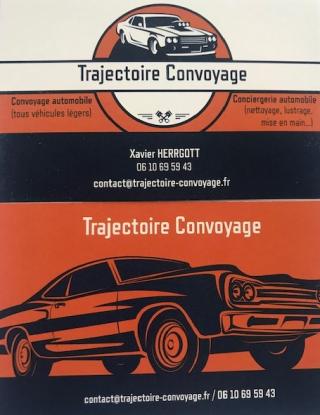 Trajectoire Convoyage
Convoyage automobile
(tous véhicules légers)
Conciergerie automobile
(nettoyage, lustrage,
mise en main...)
Xavier HERRGOTT
06 10 69 59 43
contact@trajectoire-convoyage.fr
Trajectoire Convoyage
contact@trajectoire-convoyage.fr / 06 10 69 59 43